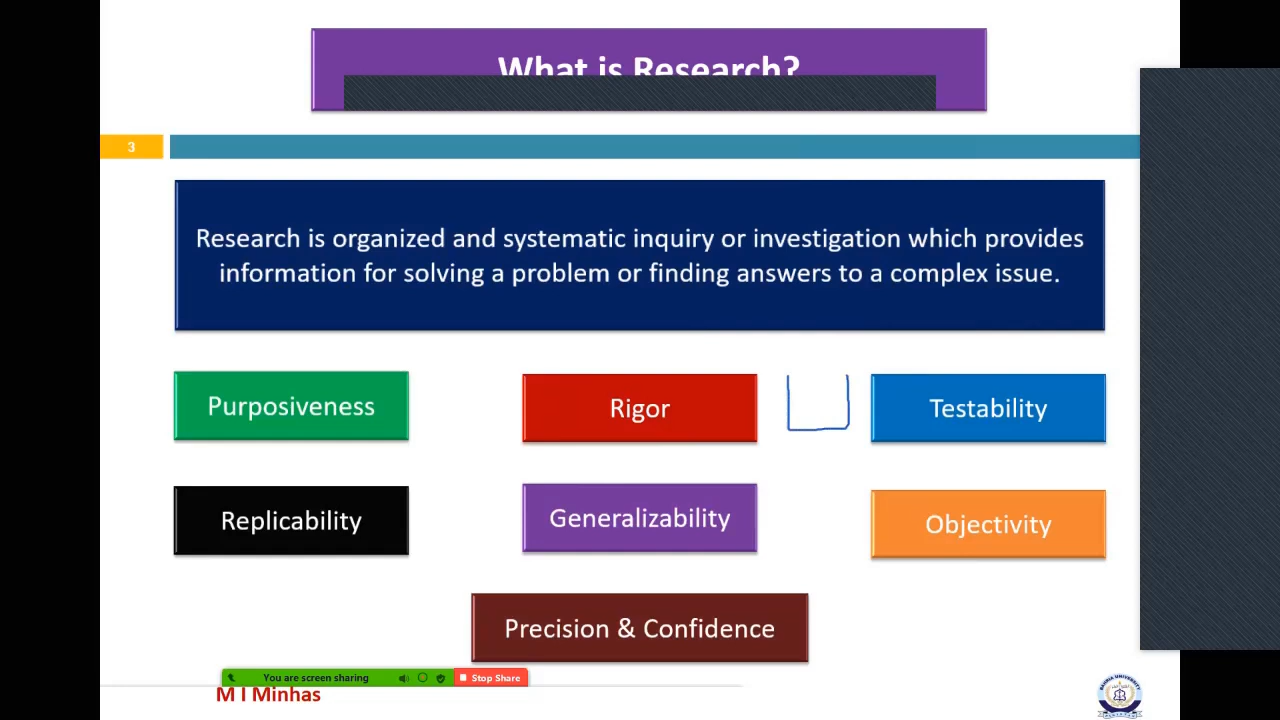 What is Research?
3
Research is organized and systematic inquiry or investigation which provides
information for solving a problem or finding answers to a complex issue.
Purposiveness
Rigor
Testability
Replicability
Generalizability
Objectivity
Precision & Confidence
You are screen sharing
Stop Share
M I Minhas
BAHRIA UNIVERSITY